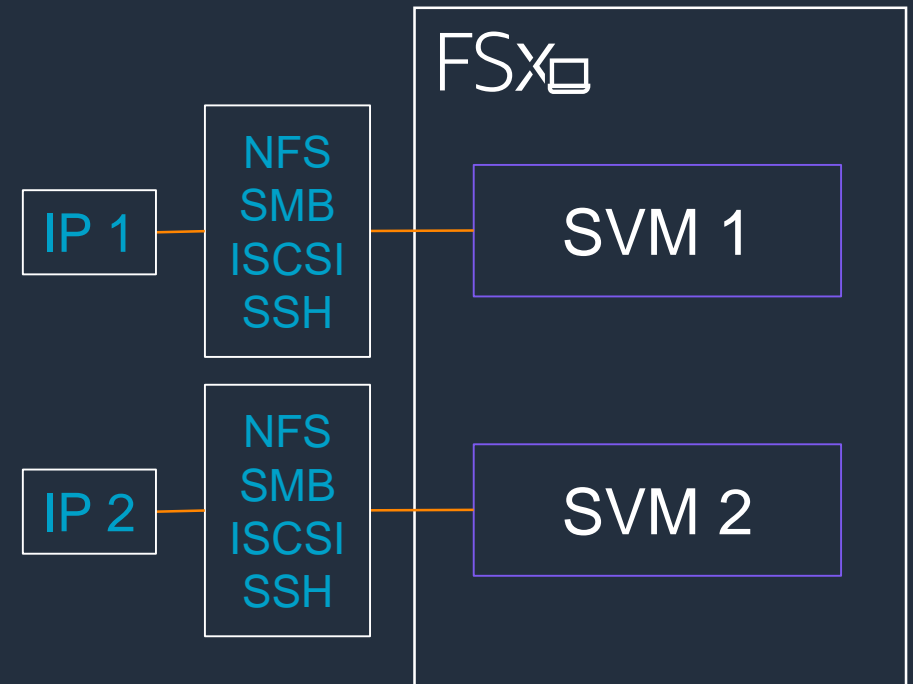 FSx
IP 1
NFS
SMB
ISCSI
SSH
SVM 1
IP 2
NFS
SMB
ISCSI
SSH
SVM 2